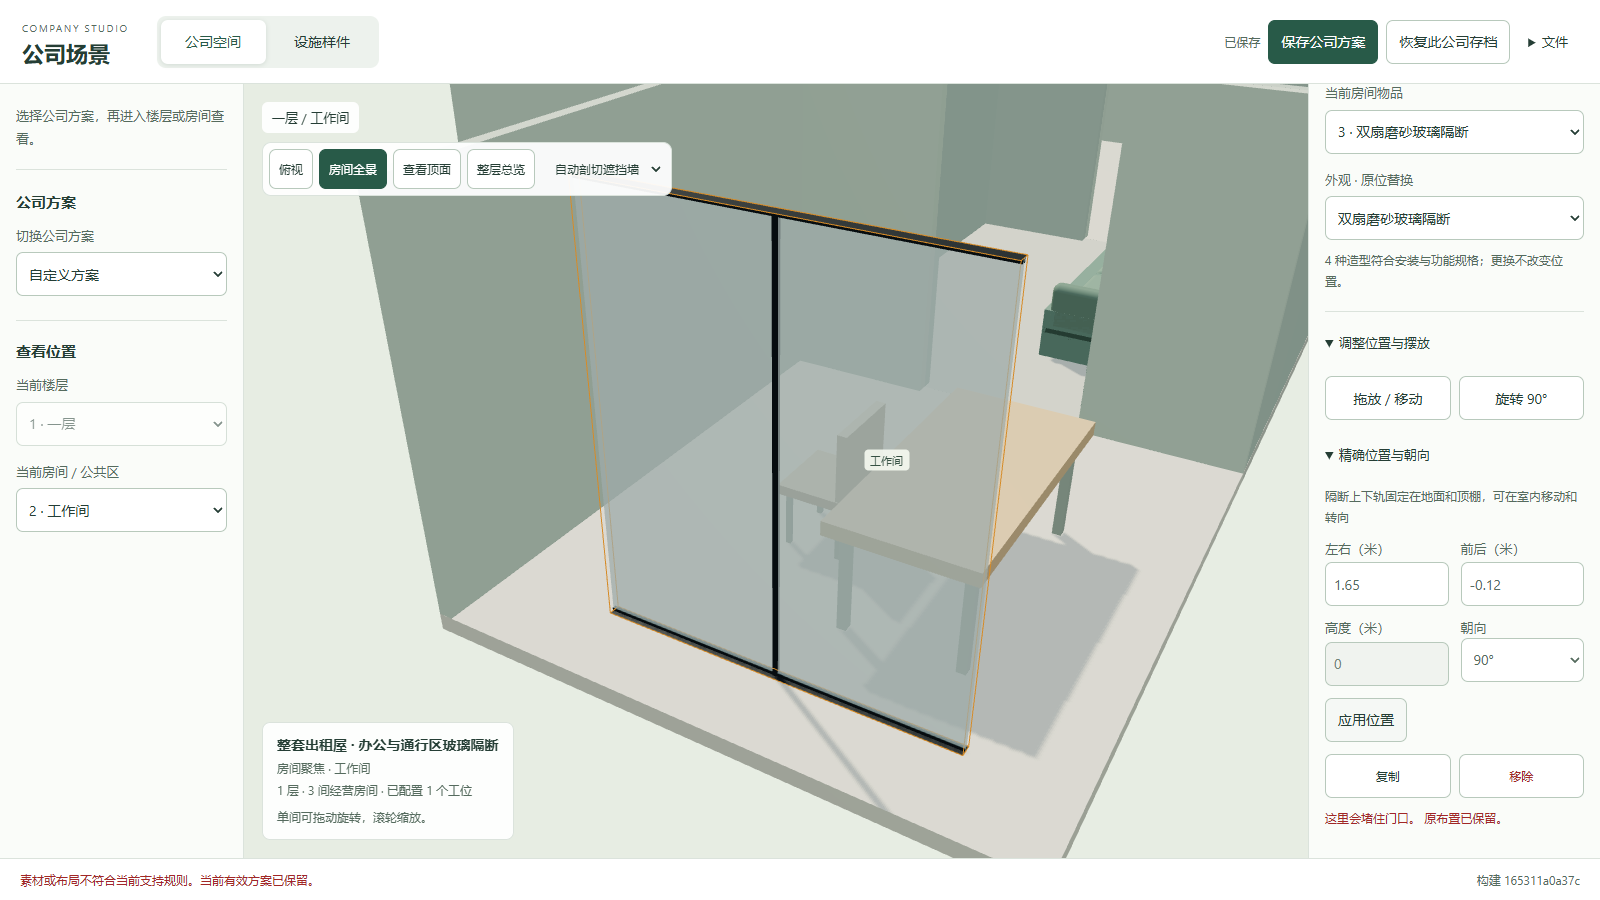 COMPANY STUDIO
公司场景
公司空间
设施样件
已保存
保存公司方案
恢复此公司存档
▶ 文件
选择公司方案，再进入楼层或房间查
看。
公司方案
切换公司方案
自定义方案
查看位置
当前楼层
1 · 一层
当前房间 / 公共区
2 · 工作间
一层 / 工作间
俯视
房间全景
查看顶面
整层总览
自动剖切遮挡墙
工作间
整套出租屋 · 办公与通行区玻璃隔断
房间聚焦 · 工作间
1 层 · 3 间经营房间 · 已配置 1 个工位
单间可拖动旋转，滚轮缩放。
当前房间物品
3 · 双扇磨砂玻璃隔断
外观 · 原位替换
双扇磨砂玻璃隔断
4 种造型符合安装与功能规格；更换不改变位
置。
▼ 调整位置与摆放
拖放 / 移动
旋转 90°
▼ 精确位置与朝向
隔断上下轨固定在地面和顶棚，可在室内移动和
转向
左右（米）
前后（米）
1.65
-0.12
高度（米）
朝向
0
90°
应用位置
复制
移除
这里会堵住门口。 原布置已保留。
素材或布局不符合当前支持规则。当前有效方案已保留。
构建 165311a0a37c